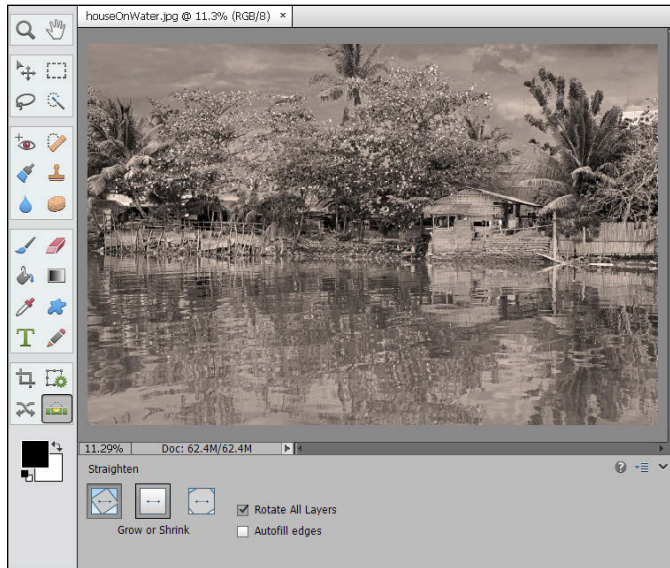 houseOnWater.jpg @ 11.3% (RGB/8) ×
T
11.29% Doc: 62.4M/62.4M
Straighten
Grow or Shrink
Rotate All Layers
Autofill edges